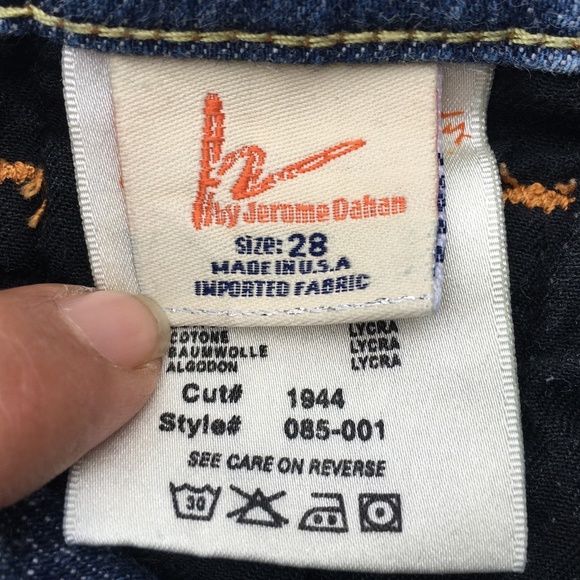 by Jerome Dahan
Size: 28
MADE IN U.S.A
IMPORTED FABRIC
COTONE LYCRA
BAUMWOLLE LYCRA
ALGODON LYCRA
Cut# 1944
Style# 085-001
SEE CARE ON REVERSE
30